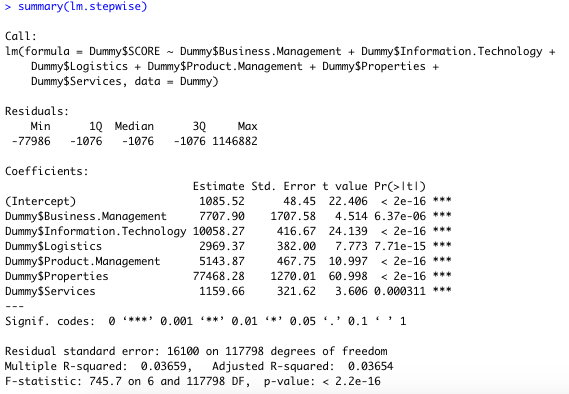 > summary(lm.stepwise)
Call:
lm(formula = Dummy$SCORE ~ Dummy$Business.Management + Dummy$Information.Technology +
    Dummy$Logistics + Dummy$Product.Management + Dummy$Properties +
    Dummy$Services, data = Dummy)
Residuals:
   Min     1Q Median     3Q    Max
-77986  -1076  -1076  -1076 1146882
Coefficients:
                             Estimate Std. Error t value Pr(>|t|)
(Intercept)                   1085.52      48.45  22.406  < 2e-16 ***
Dummy$Business.Management     7707.90    1707.58   4.514 6.37e-06 ***
Dummy$Information.Technology 10058.27     416.67  24.139  < 2e-16 ***
Dummy$Logistics               2969.37     382.00   7.773 7.71e-15 ***
Dummy$Product.Management      5143.87     467.75  10.997  < 2e-16 ***
Dummy$Properties             77468.28    1270.01  60.998  < 2e-16 ***
Dummy$Services                1159.66     321.62   3.606 0.000311 ***
---
Signif. codes:  0 ‘***’ 0.001 ‘**’ 0.01 ‘*’ 0.05 ‘.’ 0.1 ‘ ’ 1
Residual standard error: 16100 on 117798 degrees of freedom
Multiple R-squared:  0.03659,	Adjusted R-squared:  0.03654
F-statistic: 745.7 on 6 and 117798 DF,  p-value: < 2.2e-16